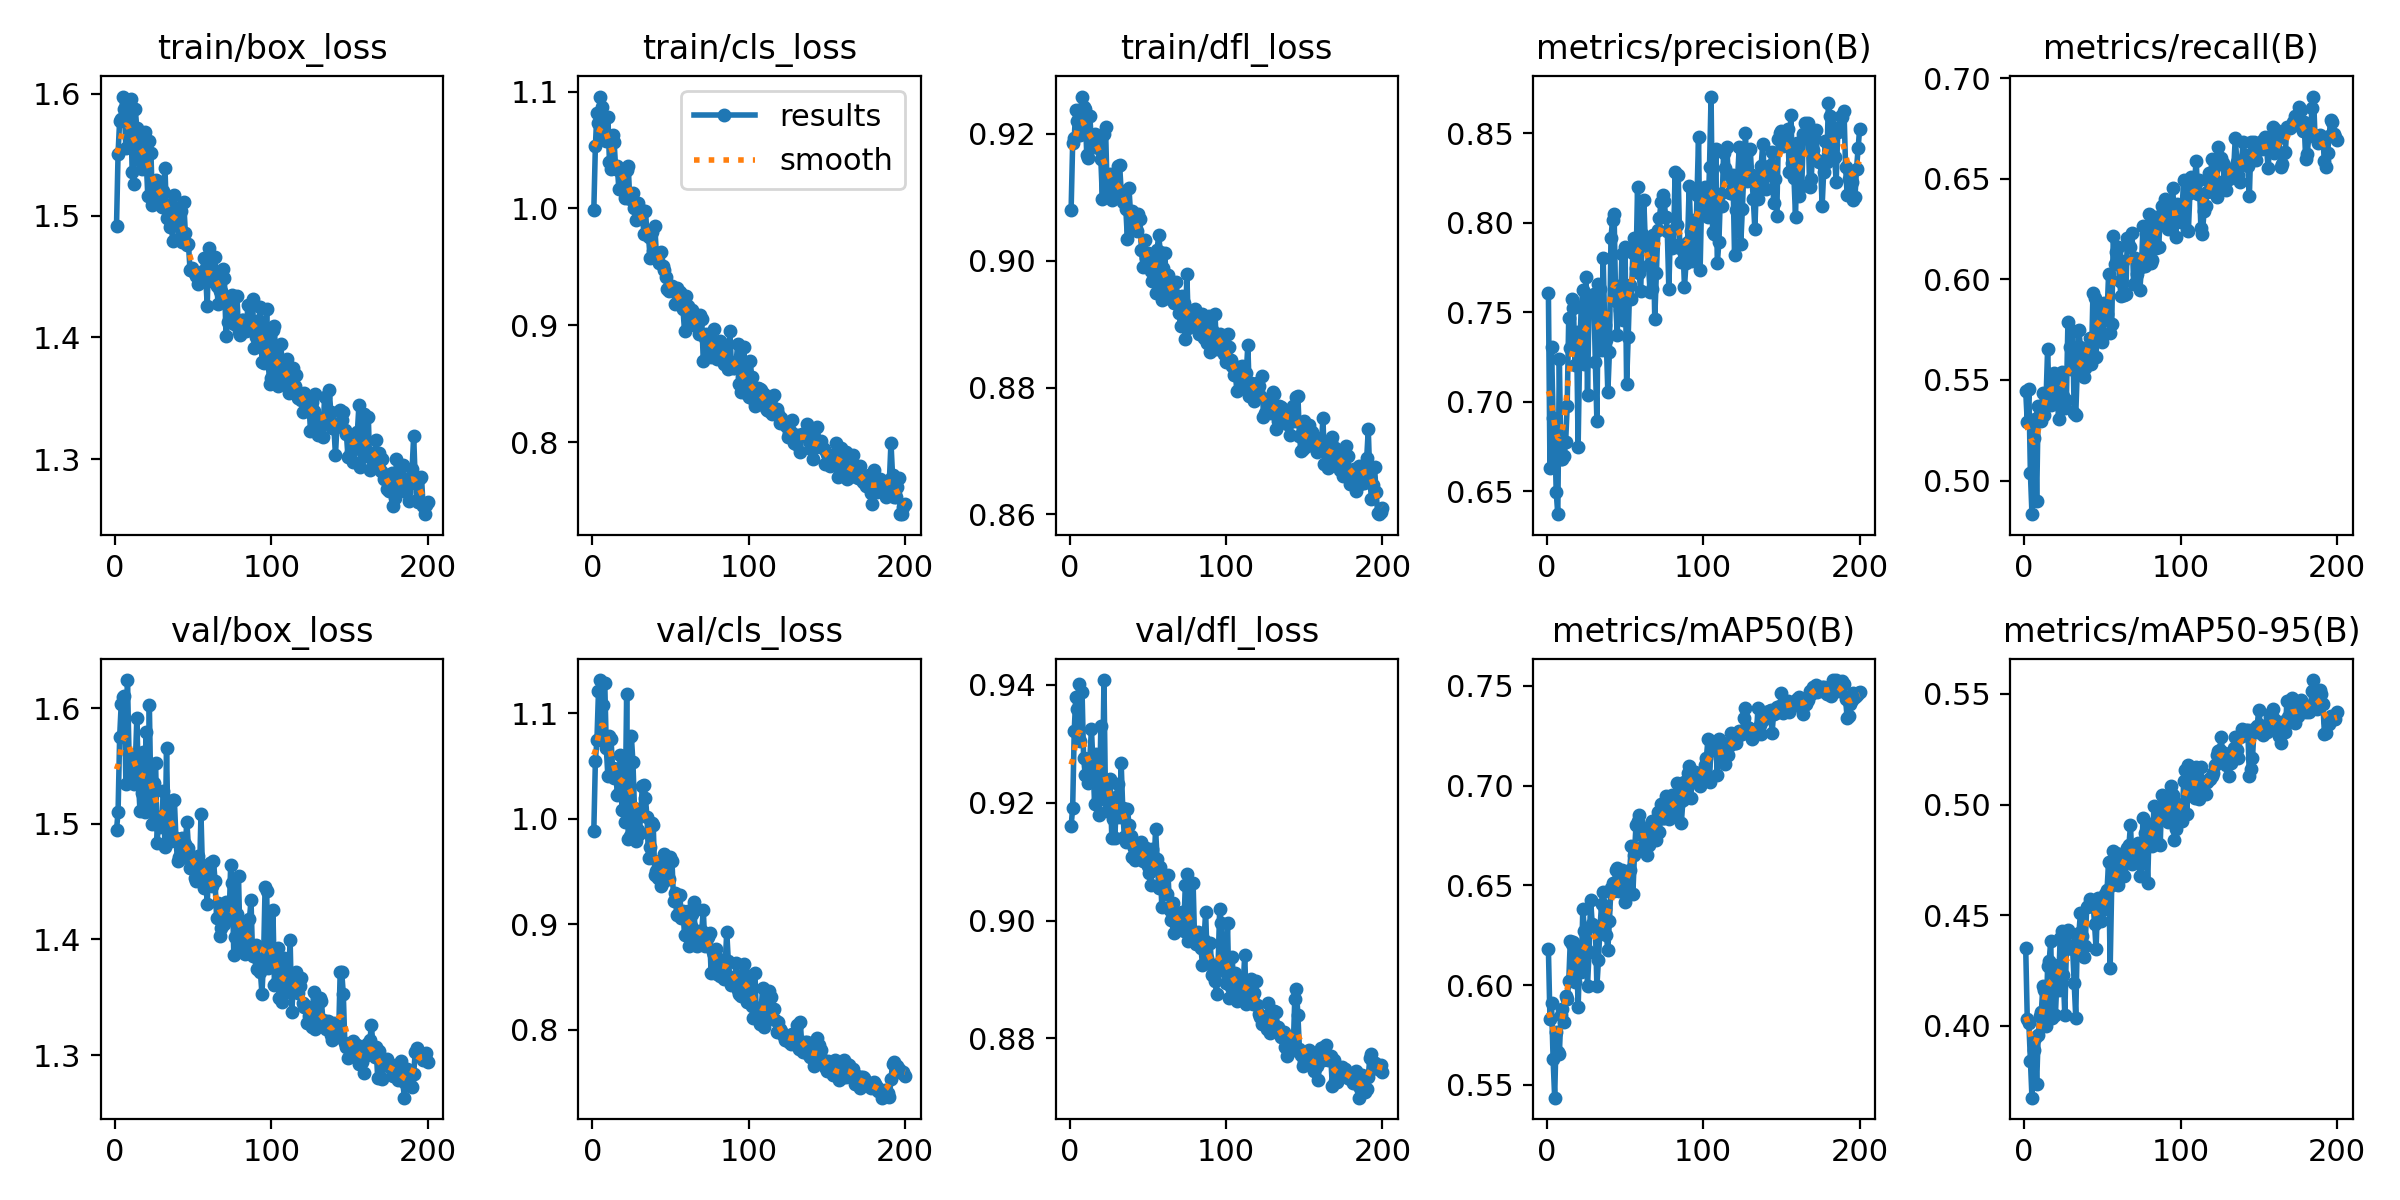 train/box_loss
1.6
1.5
1.4
1.3
0 100 200
train/cls_loss
results
smooth
1.1
1.0
0.9
0.8
0 100 200
train/dfl_loss
0.92
0.90
0.88
0.86
0 100 200
metrics/precision(B)
0.85
0.80
0.75
0.70
0.65
0 100 200
metrics/recall(B)
0.70
0.65
0.60
0.55
0.50
0 100 200
val/box_loss
1.6
1.5
1.4
1.3
0 100 200
val/cls_loss
1.1
1.0
0.9
0.8
0 100 200
val/dfl_loss
0.94
0.92
0.90
0.88
0 100 200
metrics/mAP50(B)
0.75
0.70
0.65
0.60
0.55
0 100 200
metrics/mAP50-95(B)
0.55
0.50
0.45
0.40
0 100 200